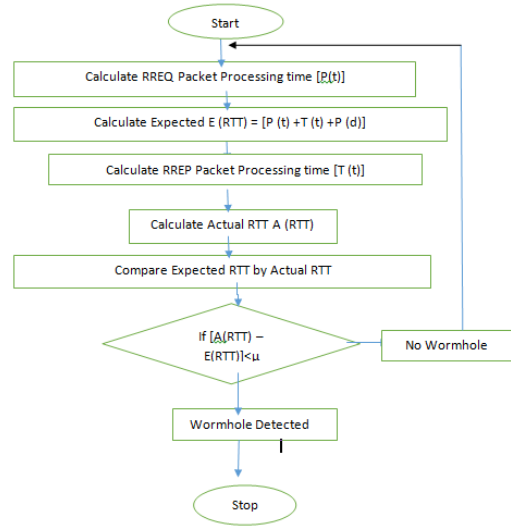 Start
Calculate RREQ Packet Processing time [P(t)]
Calculate Expected E (RTT) = [P (t) +T (t) +P (d)]
Calculate RREP Packet Processing time [T (t)]
Calculate Actual RTT A (RTT)
Compare Expected RTT by Actual RTT
If [A(RTT) –
E(RTT)]<μ
No Wormhole
Wormhole Detected
Stop